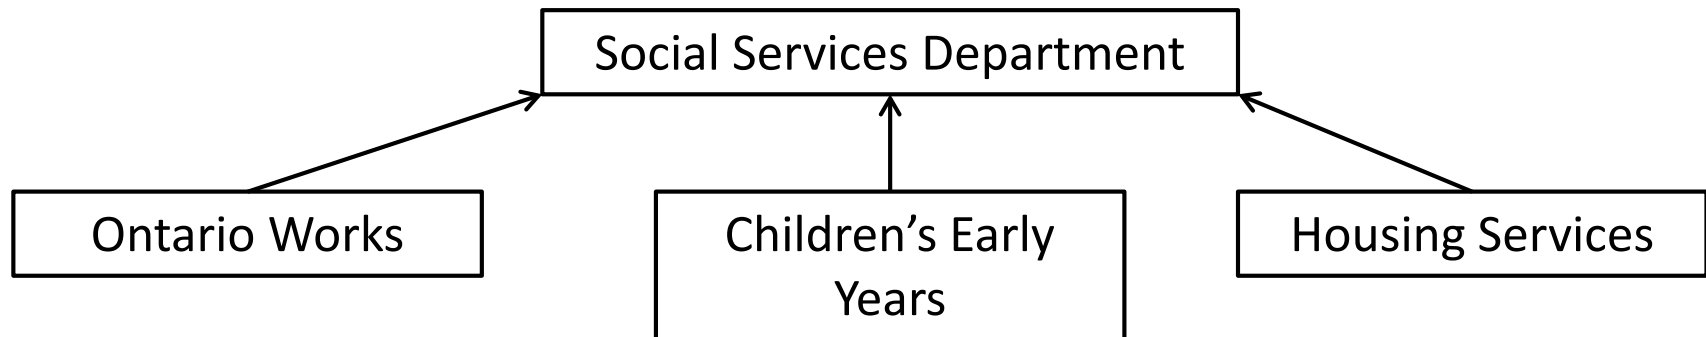 Social Services Department
Ontario Works
Children’s Early
Years
Housing Services